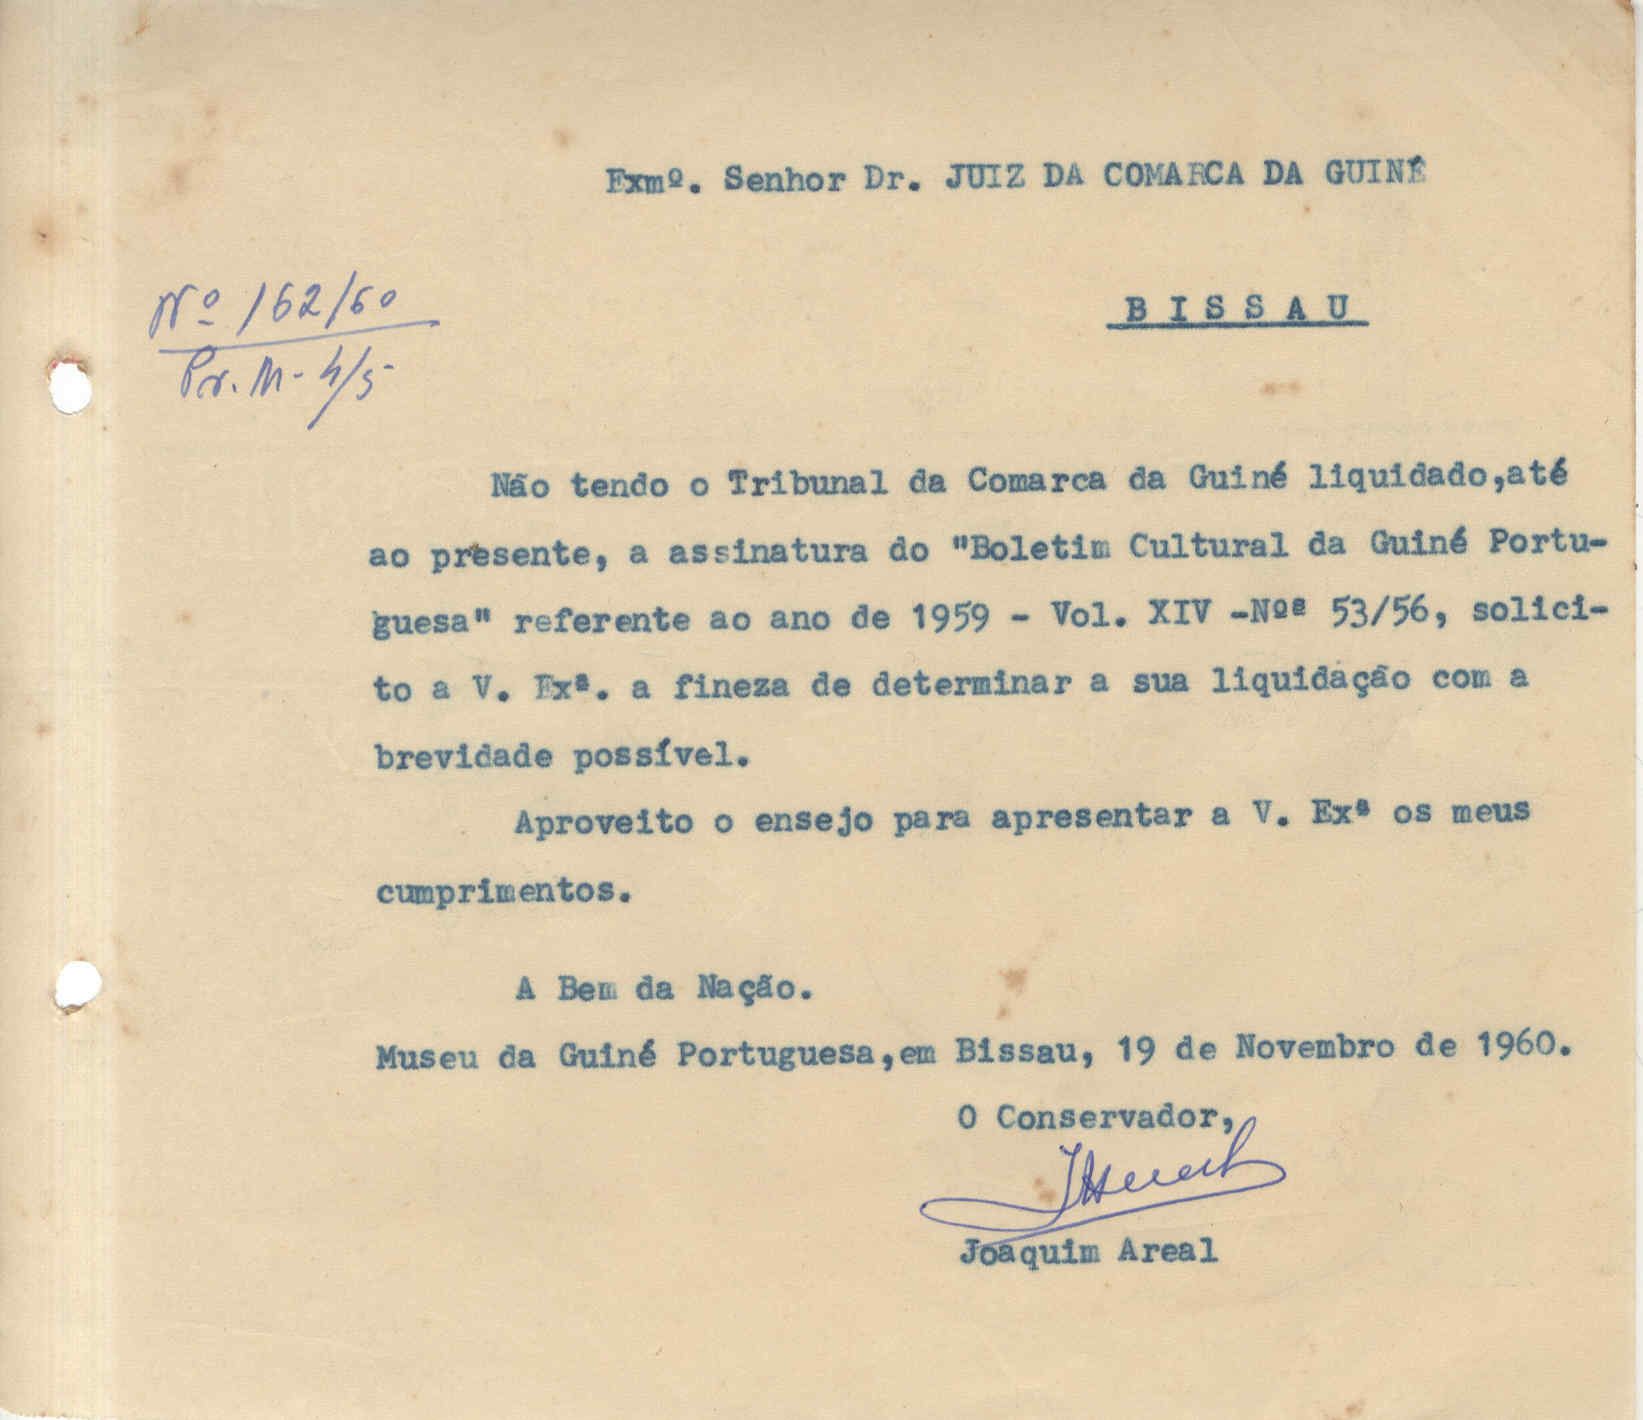 Exmº. Senhor Dr. JUIZ DA COMARCA DA GUINÉ
Nº 162/60
Pr. M- 4/5
BISSAU
Não tendo o Tribunal da Comarca da Guiné liquidado,até
ao presente, a assinatura do "Boletim Cultural da Guiné Portu-
guesa" referente ao ano de 1959 - Vol. XIV -Nºª 53/56, solici-
to a V. Exª. a fineza de determinar a sua liquidação com a
brevidade possível.
Aproveito o ensejo para apresentar a V. Exª os meus
cumprimentos.
A Bem da Nação.
Museu da Guiné Portuguesa,em Bissau, 19 de Novembro de 1960.
O Conservador,
Joaquim Areal